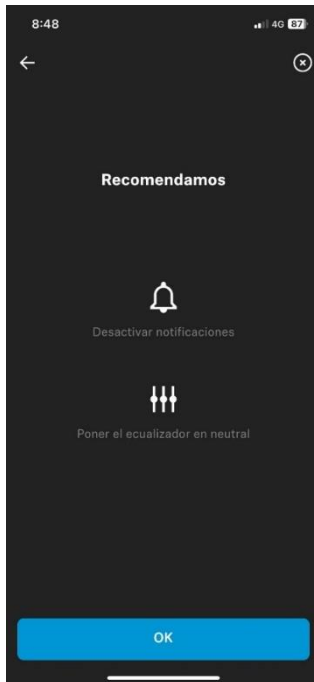 8:48
4G 87
Recomendamos
Desactivar notificaciones
Poner el ecualizador en neutral
OK